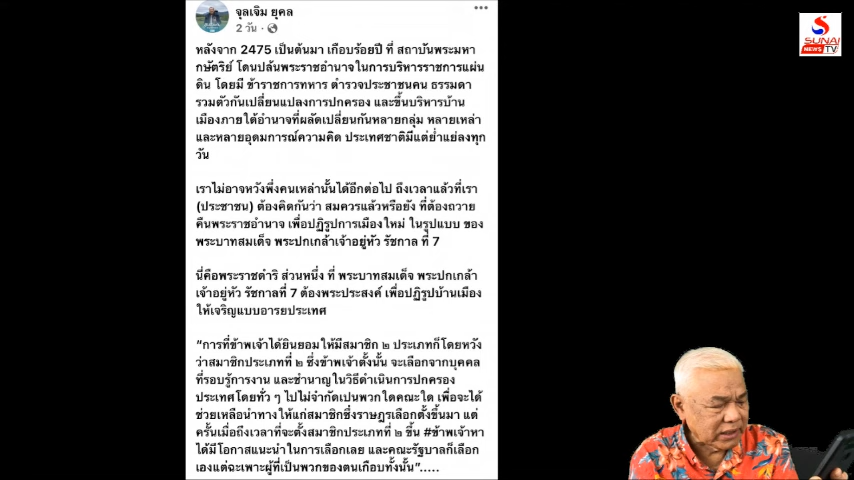 จุลเจิม ยุคล
2 วัน
SUNAI
NEWS TV
หลังจาก 2475 เป็นต้นมา เกือบร้อยปี ที่ สถาบันพระมหา
กษัตริย์ โดนปล้นพระราชอำนาจในการบริหารราชการแผ่น
ดิน โดยมี ข้าราชการทหาร ตำรวจประชาชนคน ธรรมดา
รวมตัวกันเปลี่ยนแปลงการปกครอง และขึ้นบริหารบ้าน
เมืองภายใต้อำนาจที่ผลัดเปลี่ยนกันหลายกลุ่ม หลายเหล่า
และหลายอุดมการณ์ความคิด ประเทศชาติมีแต่ย่ำแย่ลงทุก
วัน
เราไม่อาจหวังพึ่งคนเหล่านั้นได้อีกต่อไป ถึงเวลาแล้วที่เรา
(ประชาชน) ต้องคิดกันว่า สมควรแล้วหรือยัง ที่ต้องถวาย
คืนพระราชอำนาจ เพื่อปฏิรูปการเมืองใหม่ ในรูปแบบ ของ
พระบาทสมเด็จ พระปกเกล้าเจ้าอยู่หัว รัชกาล ที่ 7
นี่คือพระราชดำริ ส่วนหนึ่ง ที่ พระบาทสมเด็จ พระปกเกล้า
เจ้าอยู่หัว รัชกาลที่ 7 ต้องพระประสงค์ เพื่อปฏิรูปบ้านเมือง
ให้เจริญแบบอารยประเทศ
“การที่ข้าพเจ้าได้ยินยอมให้มีสมาชิก ๒ ประเภทก็โดยหวัง
ว่าสมาชิกประเภทที่ ๒ ซึ่งข้าพเจ้าตั้งนั้น จะเลือกจากบุคคล
ที่รอบรู้การงาน และชำนาญในวิธีดำเนินการปกครอง
ประเทศโดยทั่ว ๆ ไปไม่จำกัดเปนพวกใดคณะใด เพื่อจะได้
ช่วยเหลือนำทางให้แก่สมาชิกซึ่งราษฎรเลือกตั้งขึ้นมา แต่
ครั้นเมื่อถึงเวลาที่จะตั้งสมาชิกประเภทที่ ๒ ขึ้น #ข้าพเจ้าหา
ได้มีโอกาสแนะนำในการเลือกเลย และคณะรัฐบาลก็เลือก
เองแต่ฉะเพาะผู้ที่เป็นพวกของตนเกือบทั้งนั้น”.....